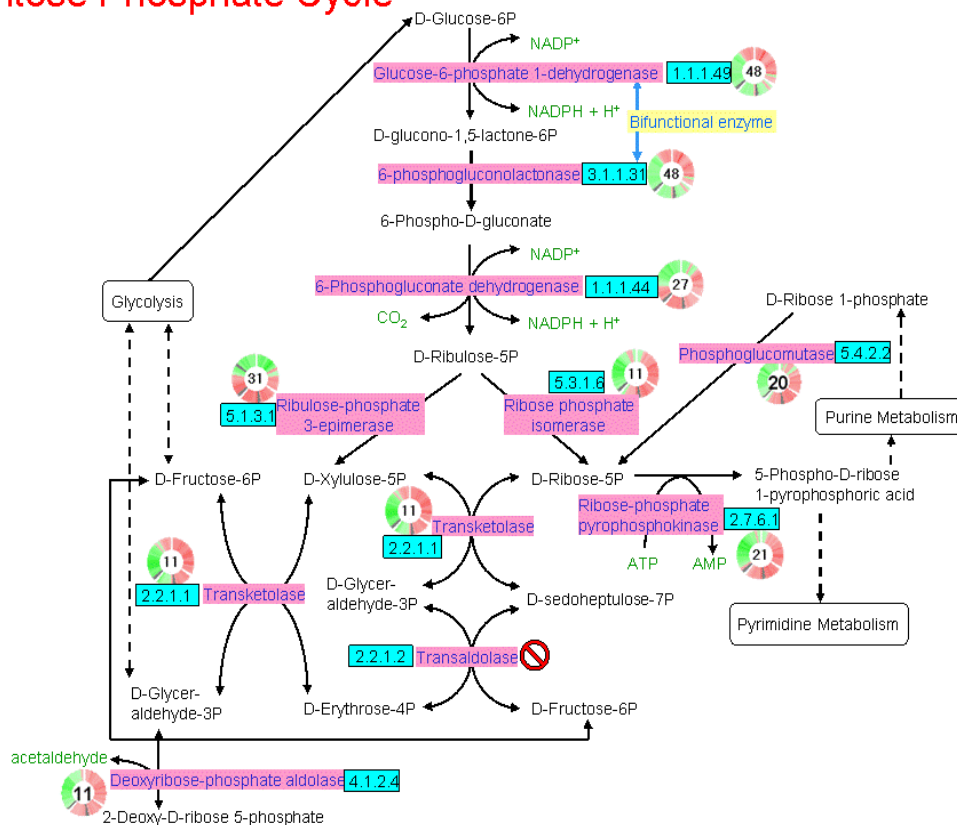 ntose Phosphate Cycle
D-Glucose-6P
NADP+
Glucose-6-phosphate 1-dehydrogenase 1.1.1.49 48
NADPH + H+
Bifunctional enzyme
D-glucono-1,5-lactone-6P
6-phosphogluconolactonase 3.1.1.31 48
6-Phospho-D-gluconate
NADP+
6-Phosphogluconate dehydrogenase 1.1.1.44 27
Glycolysis
CO2
NADPH + H+
D-Ribose 1-phosphate
D-Ribulose-5P
Phosphoglucomutase 5.4.2.2
20
31
5.1.3.1
Ribulose-phosphate
3-epimerase
5.3.1.6
11
Ribose phosphate
isomerase
Purine Metabolism
D-Fructose-6P
D-Xylulose-5P
D-Ribose-5P
5-Phospho-D-ribose
1-pyrophosphoric acid
11
2.2.1.1
Transketolase
Ribose-phosphate
pyrophosphokinase
2.7.6.1
21
ATP
AMP
11
2.2.1.1
Transketolase
D-Glycer-
aldehyde-3P
D-sedoheptulose-7P
Pyrimidine Metabolism
2.2.1.2
Transaldolase
D-Glycer-
aldehyde-3P
D-Erythrose-4P
D-Fructose-6P
acetaldehyde
11
Deoxyribose-phosphate aldolase 4.1.2.4
2-Deoxy-D-ribose 5-phosphate